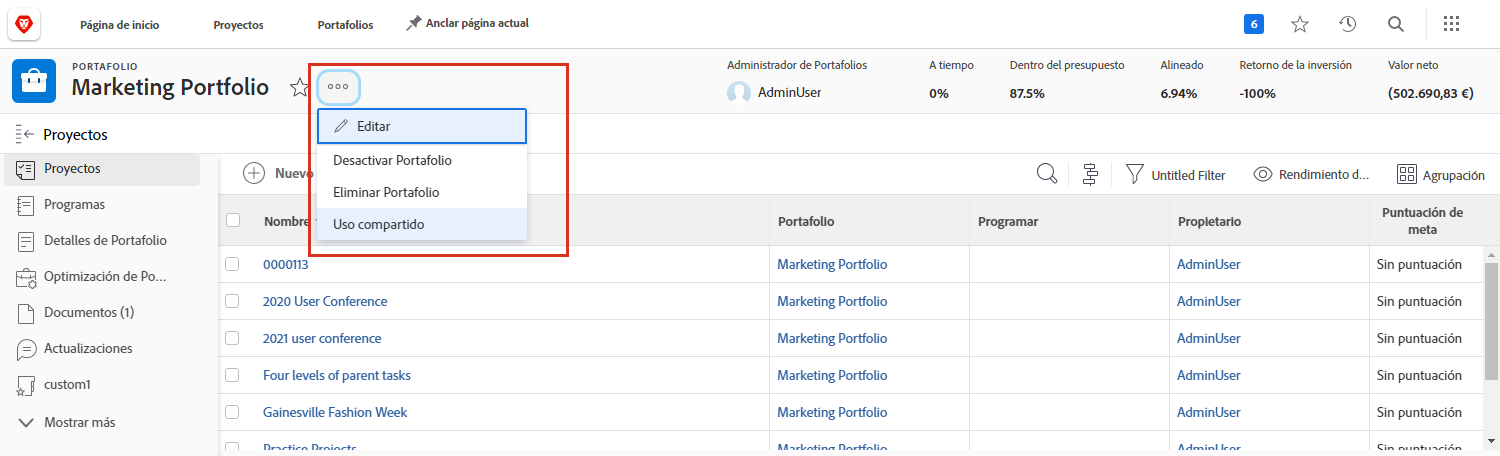 Página de inicio
Proyectos
Portafolios
Anclar página actual
6
PORTAFOLIO
Marketing Portfolio
Administrador de Portafolios
AdminUser
A tiempo
0%
Dentro del presupuesto
87.5%
Alineado
6.94%
Retorno de la inversión
-100%
Valor neto
(502.690,83 €)
Editar
Desactivar Portafolio
Eliminar Portafolio
Uso compartido
Proyectos
Proyectos
Programas
Detalles de Portafolio
Optimización de Po...
Documentos (1)
Actualizaciones
custom1
Mostrar más
Nuevo
Untitled Filter
Rendimiento d...
Agrupación
Nombre
Portafolio
Programar
Propietario
Puntuación de
meta
0000113
Marketing Portfolio
AdminUser
Sin puntuación
2020 User Conference
Marketing Portfolio
AdminUser
Sin puntuación
2021 user conference
Marketing Portfolio
AdminUser
Sin puntuación
Four levels of parent tasks
Marketing Portfolio
AdminUser
Sin puntuación
Gainesville Fashion Week
Marketing Portfolio
AdminUser
Sin puntuación
Practice Projects
Marketing Portfolio
AdminUser
Sin puntuación